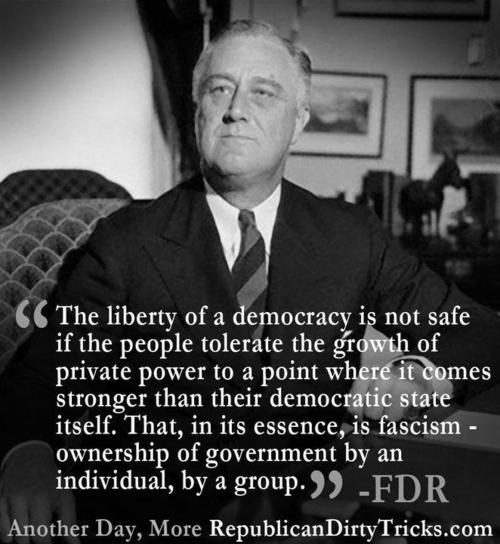 “ The liberty of a democracy is not safe
if the people tolerate the growth of
private power to a point where it comes
stronger than their democratic state
itself. That, in its essence, is fascism -
ownership of government by an
individual, by a group. ” -FDR
Another Day, More RepublicanDirtyTricks.com